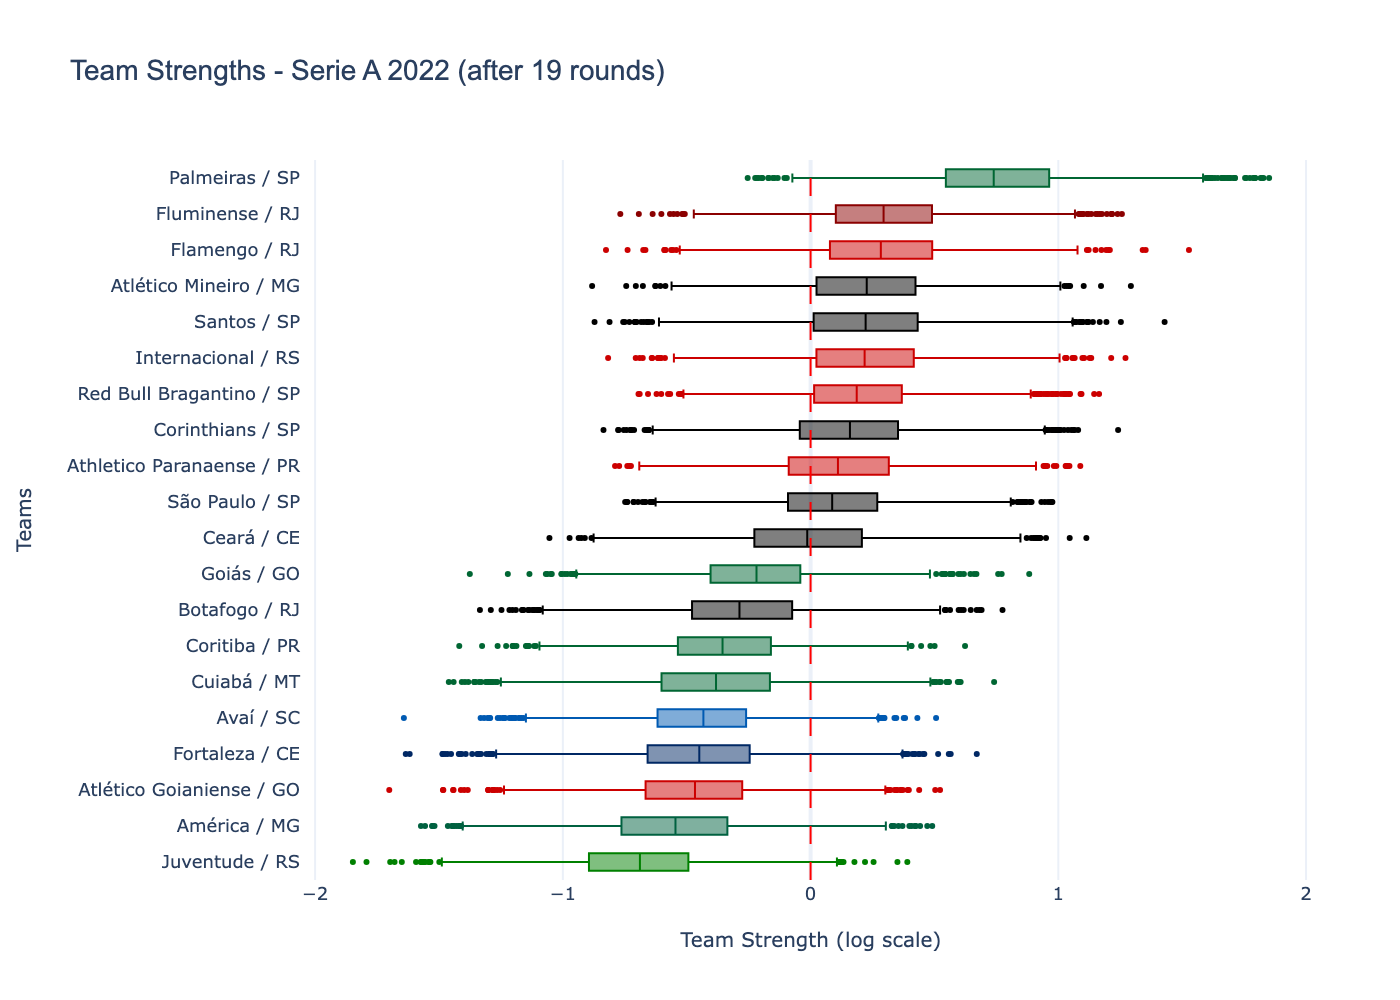 Team Strengths - Serie A 2022 (after 19 rounds)
Palmeiras / SP
Fluminense / RJ
Flamengo / RJ
Atlético Mineiro / MG
Santos / SP
Internacional / RS
Red Bull Bragantino / SP
Corinthians / SP
Athletico Paranaense / PR
São Paulo / SP
Ceará / CE
Goiás / GO
Botafogo / RJ
Coritiba / PR
Cuiabá / MT
Avaí / SC
Fortaleza / CE
Atlético Goianiense / GO
América / MG
Juventude / RS
Teams
−2 −1 0 1 2
Team Strength (log scale)